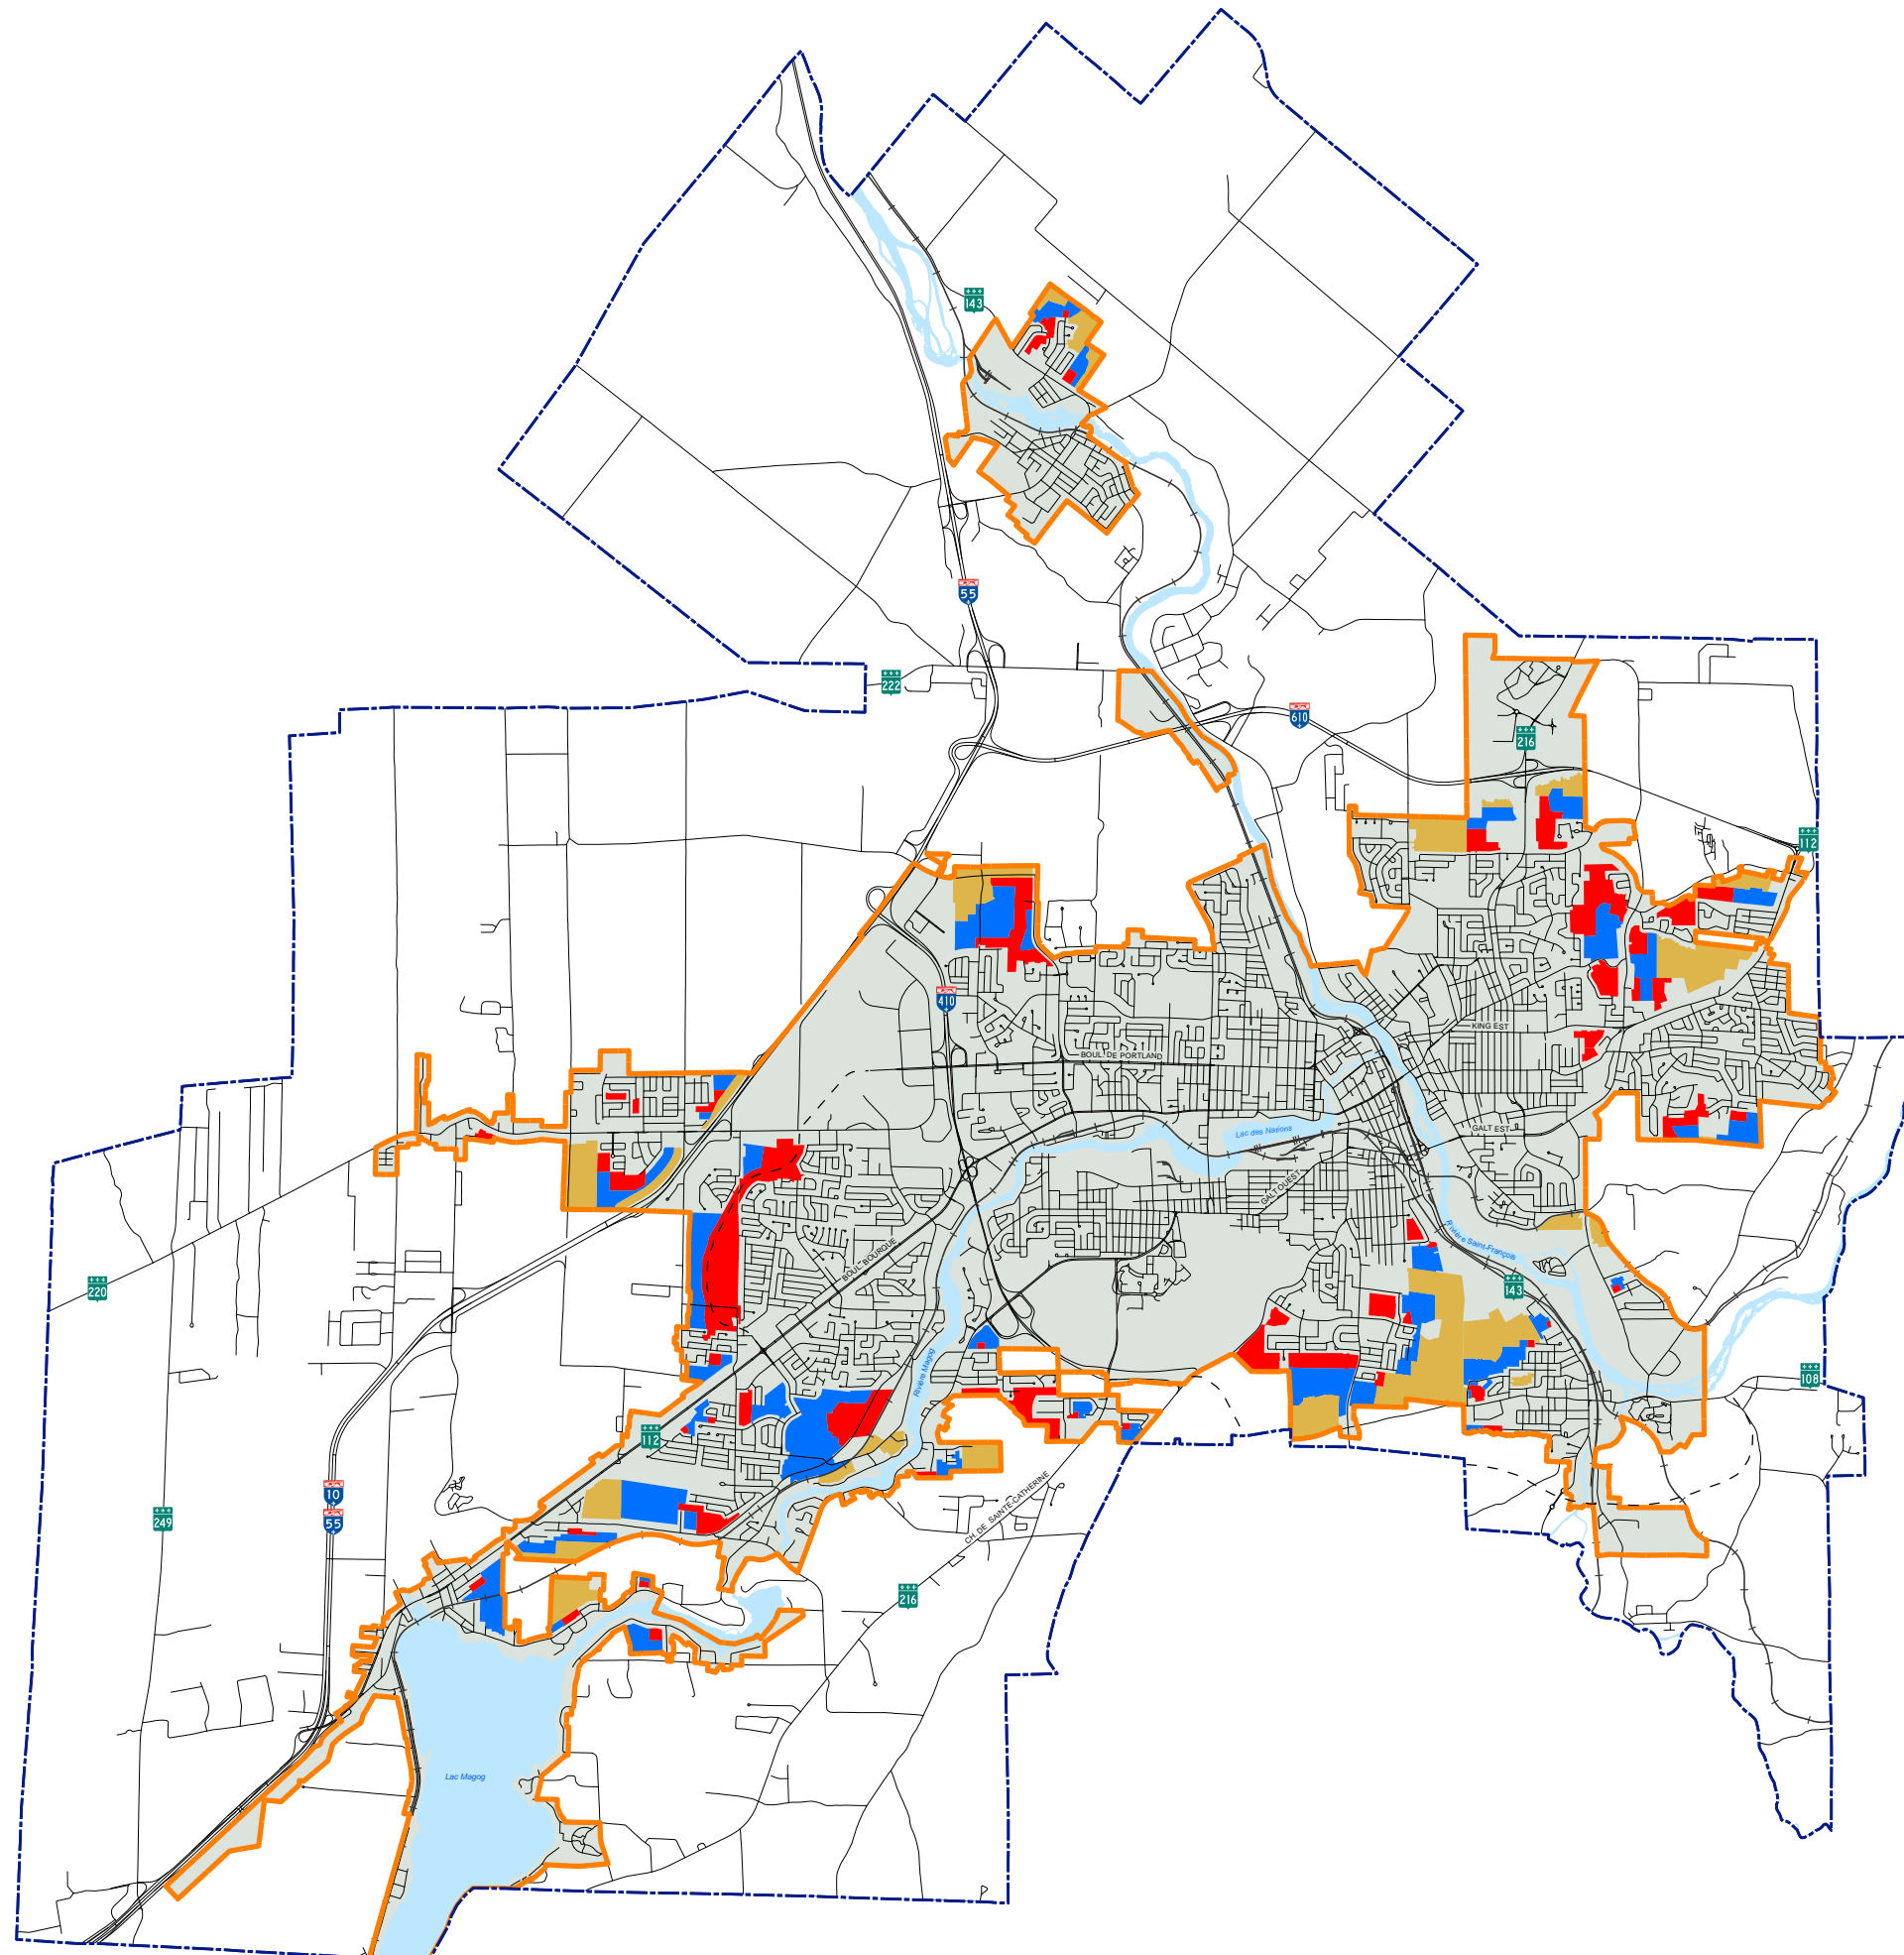 143
55
222
610
216
112
410
KING EST
BOUL. DE PORTLAND
GALT EST
Lac des Nations
GALT OUEST
Rivière Saint-François
BOUL. BOURQUE
220
143
Rivière Magog
108
112
10
55
249
CH. DE SAINTE-CATHERINE
216
Lac Magog